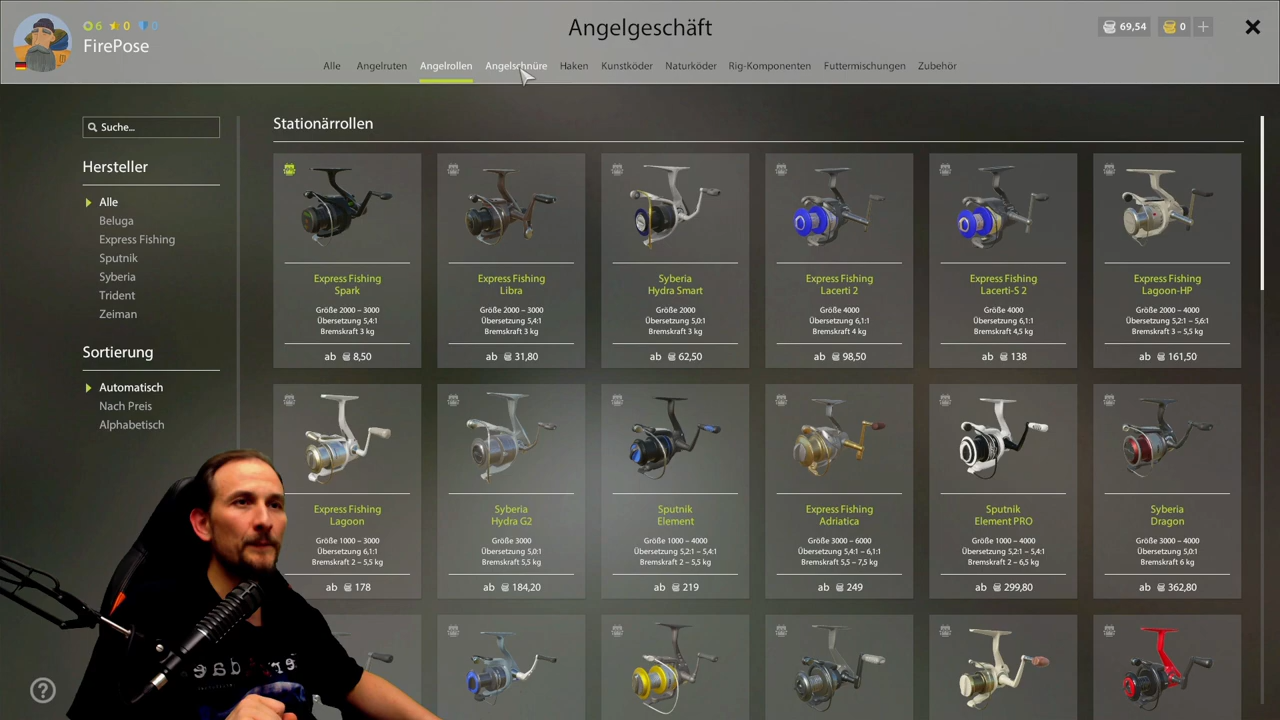 6 0 0
FirePose
Angelgeschäft
69,54 0
Alle Angelruten Angelrollen Angelschnüre Haken Kunstköder Naturköder Rig-Komponenten Futtermischungen Zubehör
Suche...
Hersteller
Alle
Beluga
Express Fishing
Sputnik
Syberia
Trident
Zeiman
Sortierung
Automatisch
Nach Preis
Alphabetisch
Stationärrollen
Express Fishing
Spark
Größe 2000 – 3000
Übersetzung 5,4:1
Bremskraft 3 kg
ab 8,50
Express Fishing
Libra
Größe 2000 – 3000
Übersetzung 5,4:1
Bremskraft 3 kg
ab 31,80
Syberia
Hydra Smart
Größe 2000
Übersetzung 5,0:1
Bremskraft 3 kg
ab 62,50
Express Fishing
Lacerti 2
Größe 4000
Übersetzung 6,1:1
Bremskraft 4 kg
ab 98,50
Express Fishing
Lacerti-S 2
Größe 4000
Übersetzung 6,1:1
Bremskraft 4,5 kg
ab 138
Express Fishing
Lagoon-HP
Größe 2000 – 4000
Übersetzung 5,2:1 – 5,6:1
Bremskraft 3 – 5,5 kg
ab 161,50
Express Fishing
Lagoon
Größe 1000 – 3000
Übersetzung 6,1:1
Bremskraft 2 – 5,5 kg
ab 178
Syberia
Hydra G2
Größe 3000
Übersetzung 5,0:1
Bremskraft 5,5 kg
ab 184,20
Sputnik
Element
Größe 1000 – 4000
Übersetzung 5,2:1 – 5,4:1
Bremskraft 2 – 5,5 kg
ab 219
Express Fishing
Adriatica
Größe 3000 – 6000
Übersetzung 5,4:1 – 6,1:1
Bremskraft 5,5 – 7,5 kg
ab 249
Sputnik
Element PRO
Größe 1000 – 4000
Übersetzung 5,2:1 – 5,4:1
Bremskraft 2 – 6,5 kg
ab 299,80
Syberia
Dragon
Größe 3000 – 4000
Übersetzung 5,0:1
Bremskraft 6 kg
ab 362,80
?